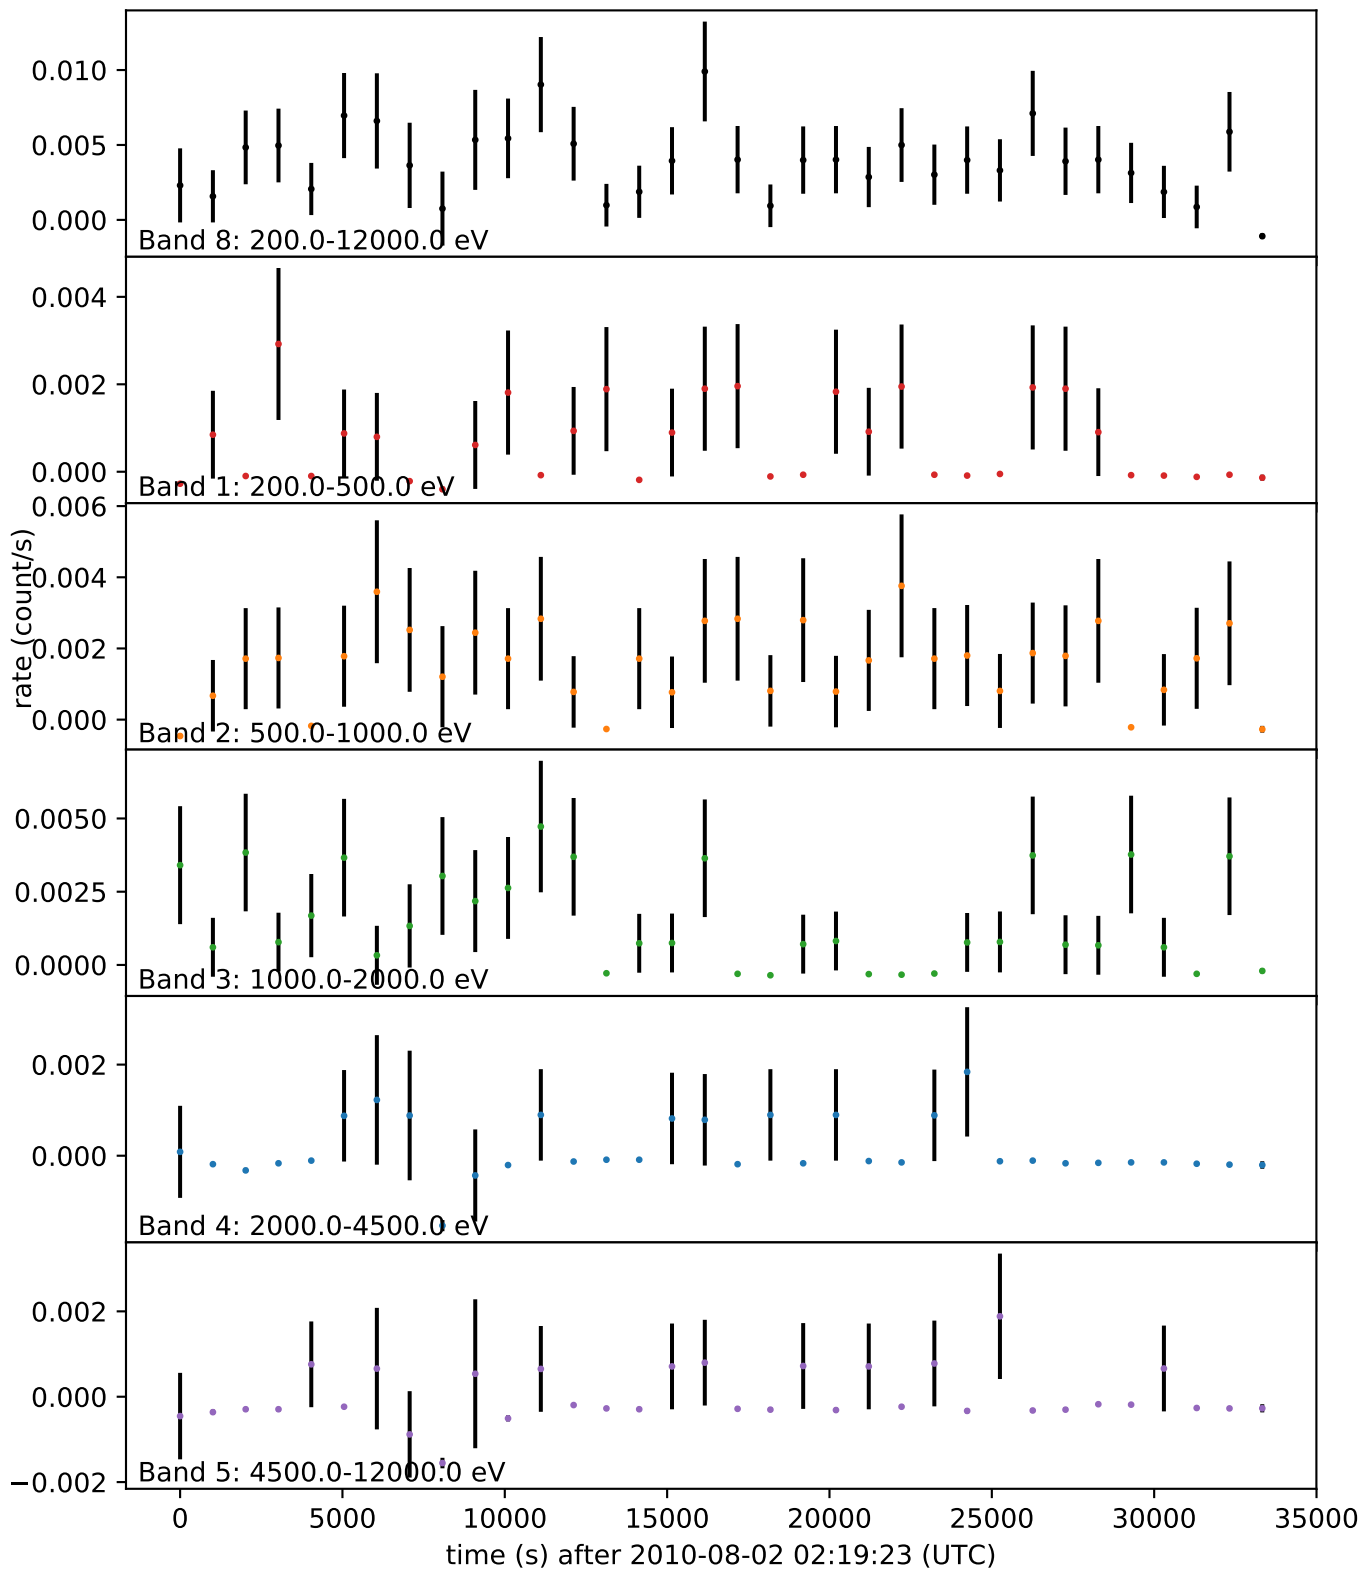 0.010
0.005
0.000
Band 8: 200.0-12000.0 eV
0.004
0.002
0.000
Band 1: 200.0-500.0 eV
rate (count/s)
0.006
0.004
0.002
0.000
Band 2: 500.0-1000.0 eV
0.0050
0.0025
0.0000
Band 3: 1000.0-2000.0 eV
0.002
0.000
Band 4: 2000.0-4500.0 eV
0.002
0.000
−0.002
Band 5: 4500.0-12000.0 eV
0 5000 10000 15000 20000 25000 30000 35000
time (s) after 2010-08-02 02:19:23 (UTC)